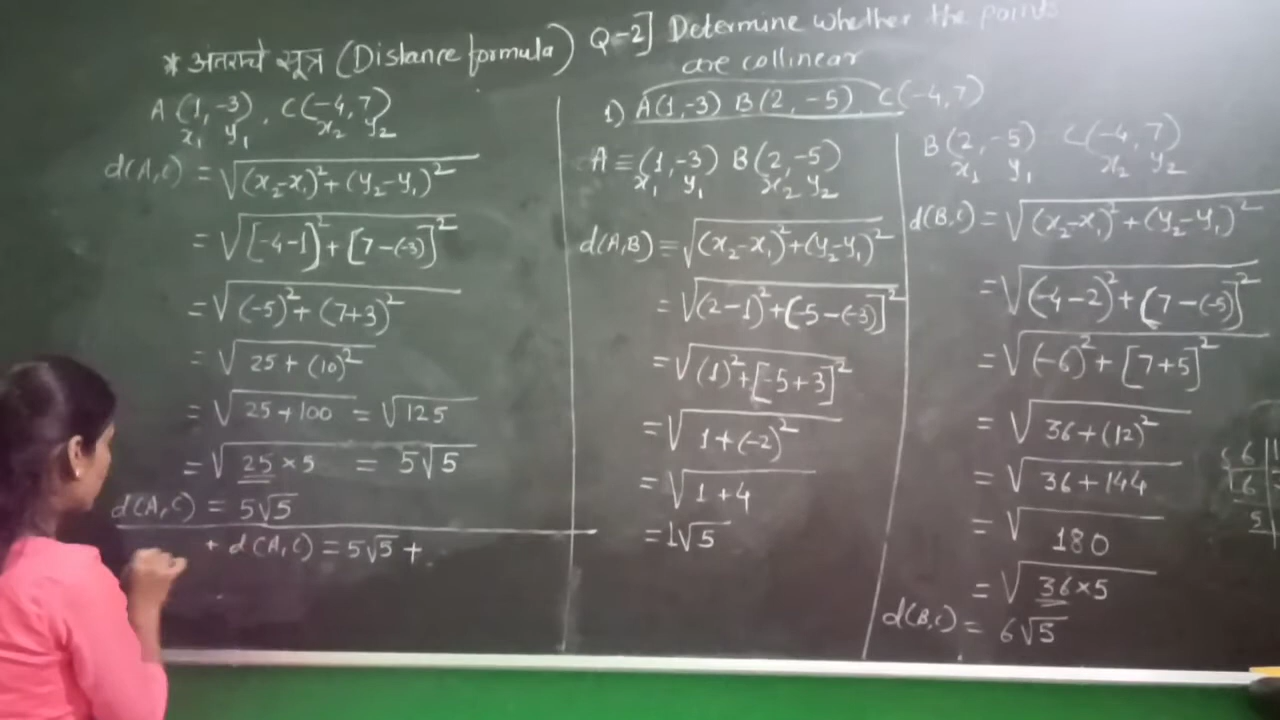 * अंतराचे सूत्र (Distance formula)
Q-2] Determine whether the points
are collinear
A(1,-3), C(-4,7)
x₁ y₁ x₂ y₂
d(A,C) = √(x₂-x₁)²+(y₂-y₁)²
= √[-4-1]²+[7-(-3)]²
= √(-5)²+(7+3)²
= √25+(10)²
= √25+100 = √125
= √25×5 = 5√5
d(A,C) = 5√5
+ d(A,C) = 5√5 +
1) A(1,-3) B(2,-5), C(-4,7)
A ≡ (1,-3) B(2,-5)
x₁ y₁ x₂ y₂
d(A,B) = √(x₂-x₁)²+(y₂-y₁)²
= √(2-1)²+[-5-(-3)]²
= √(1)²+[-5+3]²
= √1+(-2)²
= √1+4
= 1√5
B(2,-5) C(-4,7)
x₁ y₁ x₂ y₂
d(B,C) = √(x₂-x₁)²+(y₂-y₁)²
= √(-4-2)²+[7-(-5)]²
= √(-6)²+[7+5]²
= √36+(12)²
= √36+144
= √180
= √36×5
d(B,C) = 6√5